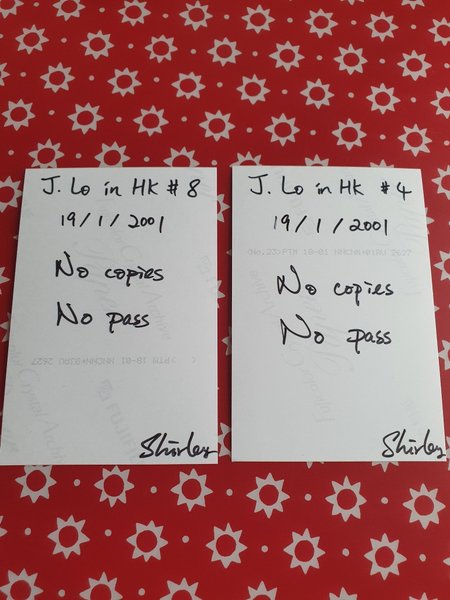 J. Lo in HK # 8
19/1/2001
No copies
No pass
Shirley
J. Lo in HK # 4
19/1/2001
No copies
No pass
Shirley